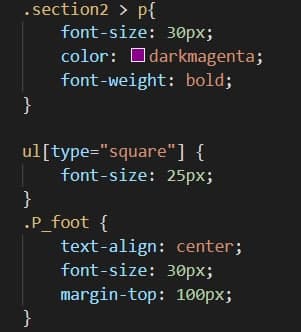 .section2 > p{
    font-size: 30px;
    color: darkmagenta;
    font-weight: bold;
}

ul[type="square"] {
    font-size: 25px;
}
.P_foot {
    text-align: center;
    font-size: 30px;
    margin-top: 100px;
}